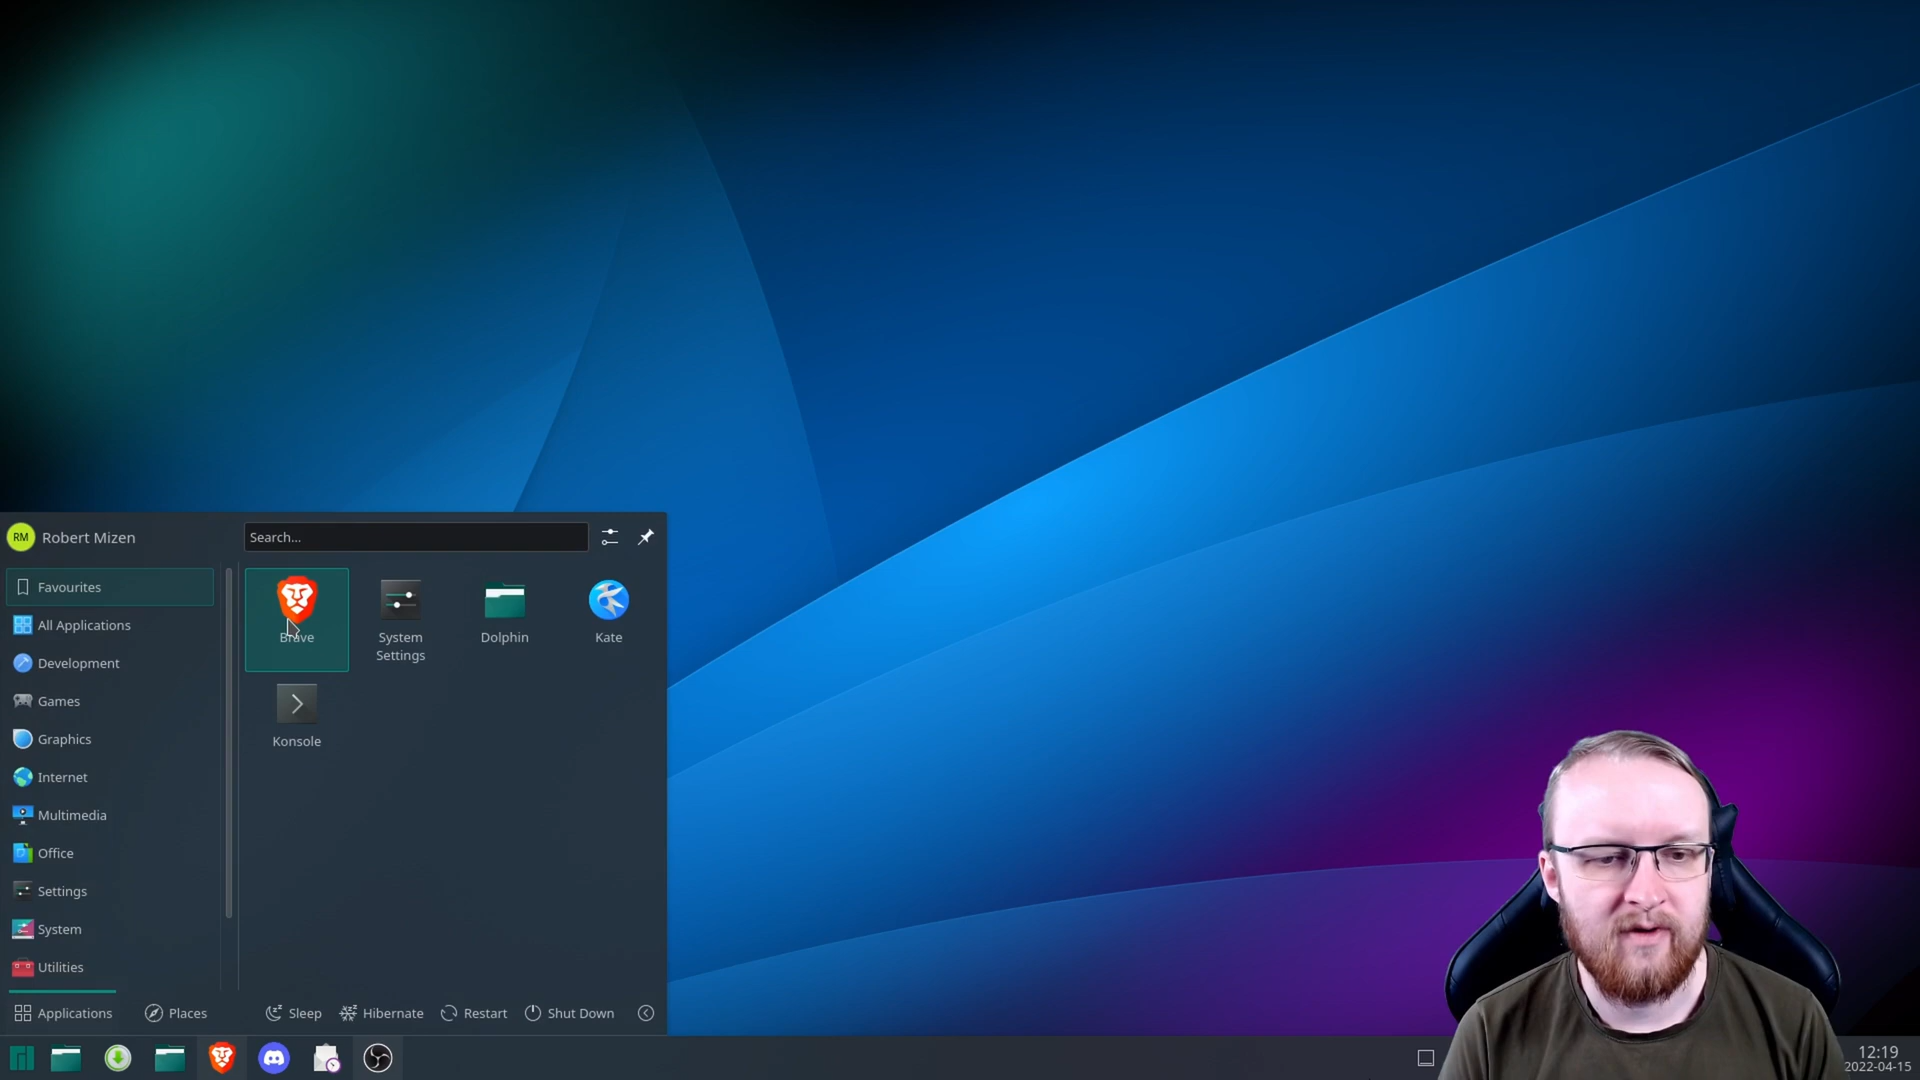 RM Robert Mizen
Search...
Favourites
All Applications
Development
Games
Graphics
Internet
Multimedia
Office
Settings
System
Utilities
Brave
System
Settings
Dolphin
Kate
Konsole
Applications
Places
Sleep
Hibernate
Restart
Shut Down
12:19
2022-04-15